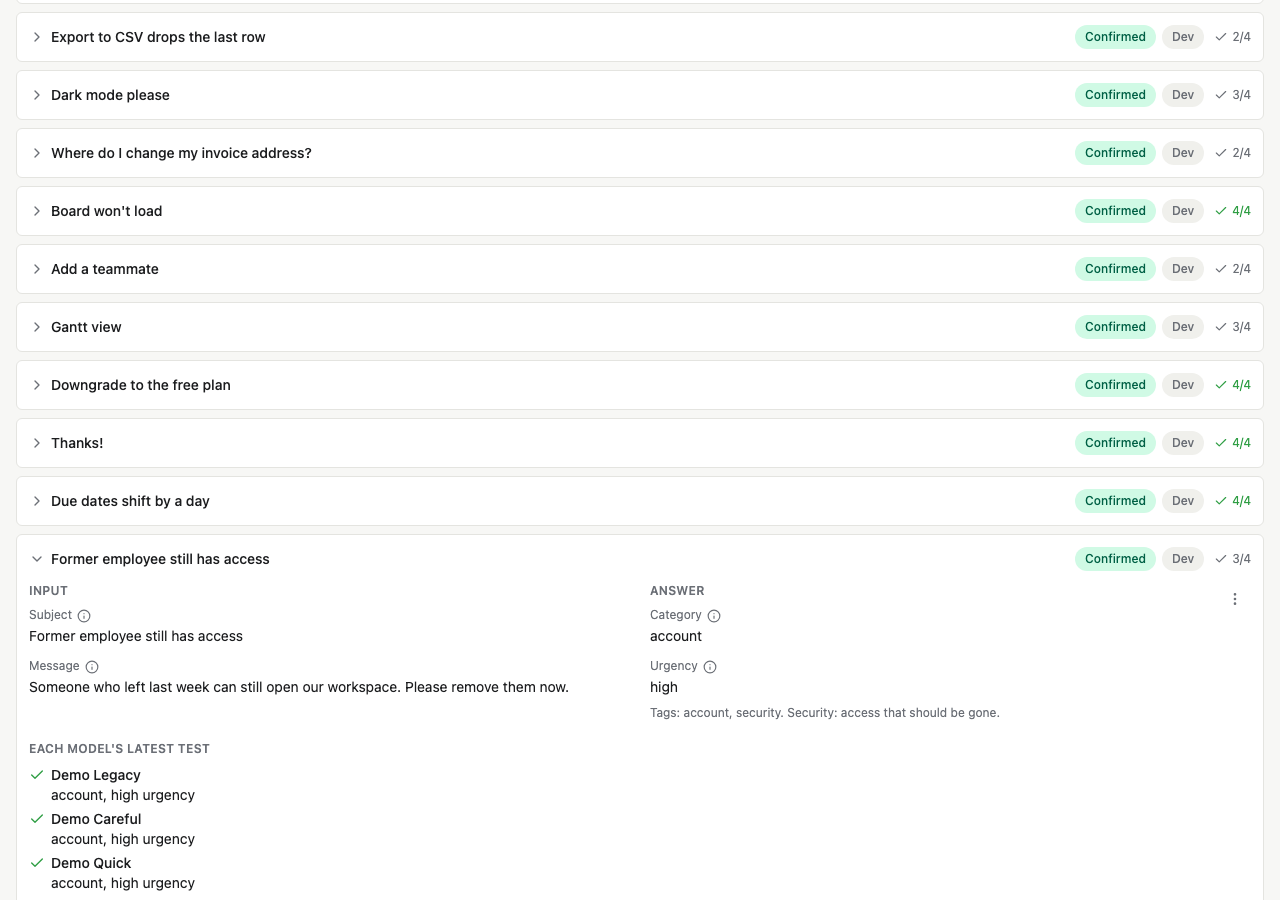 Export to CSV drops the last row Confirmed Dev 2/4
Dark mode please Confirmed Dev 3/4
Where do I change my invoice address? Confirmed Dev 2/4
Board won't load Confirmed Dev 4/4
Add a teammate Confirmed Dev 2/4
Gantt view Confirmed Dev 3/4
Downgrade to the free plan Confirmed Dev 4/4
Thanks! Confirmed Dev 4/4
Due dates shift by a day Confirmed Dev 4/4
Former employee still has access Confirmed Dev 3/4
INPUT
Subject
Former employee still has access
Message
Someone who left last week can still open our workspace. Please remove them now.
ANSWER
Category
account
Urgency
high
Tags: account, security. Security: access that should be gone.
EACH MODEL'S LATEST TEST
Demo Legacy
account, high urgency
Demo Careful
account, high urgency
Demo Quick
account, high urgency